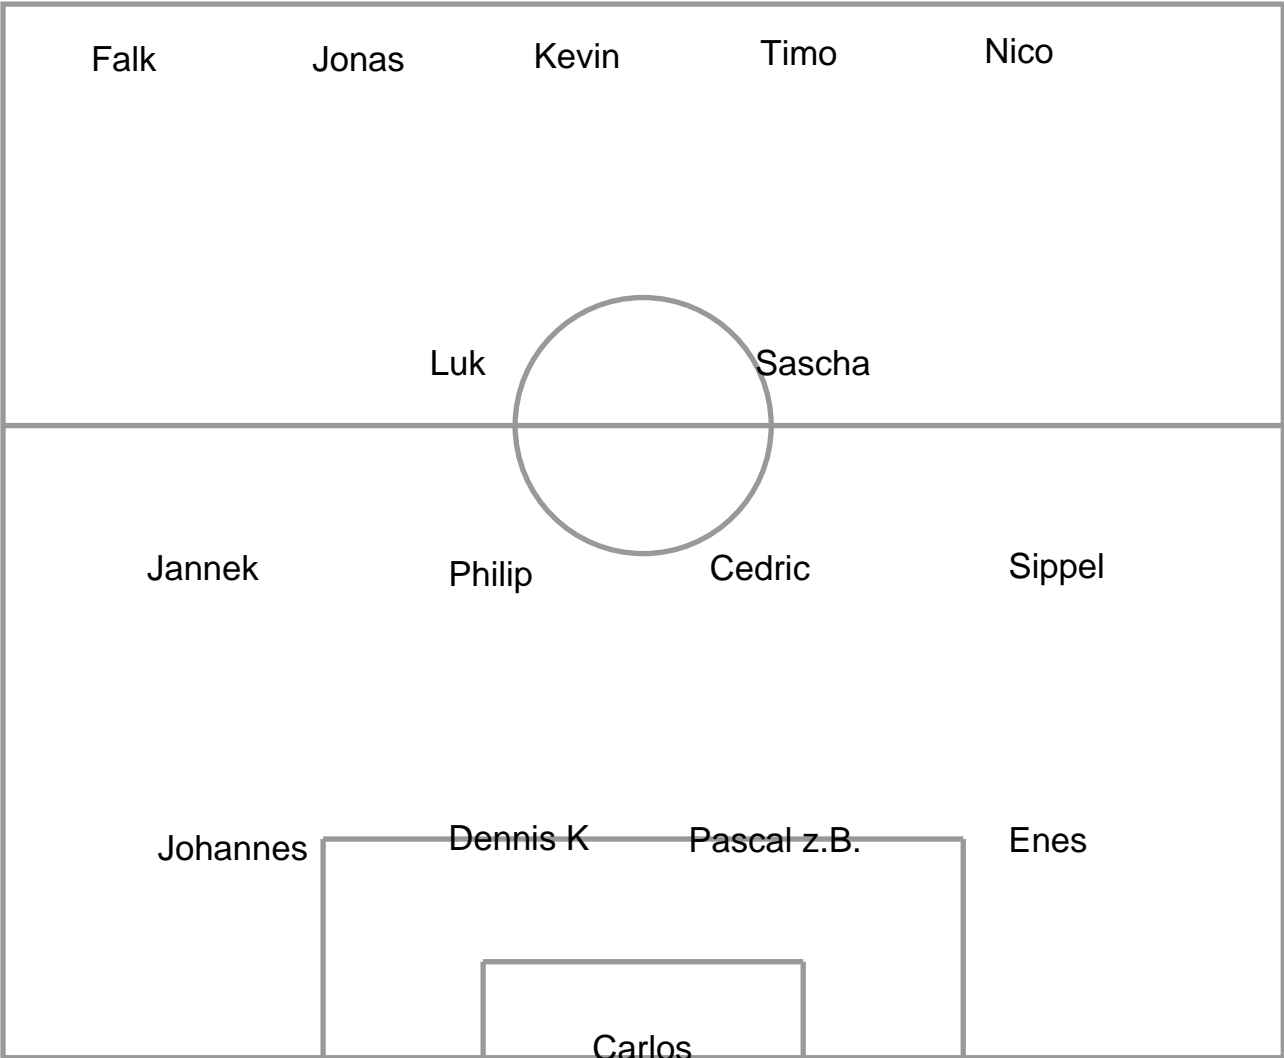 Falk Jonas Kevin Timo Nico
Luk Sascha
Jannek Philip Cedric Sippel
Johannes Dennis K Pascal z.B. Enes
Carlos